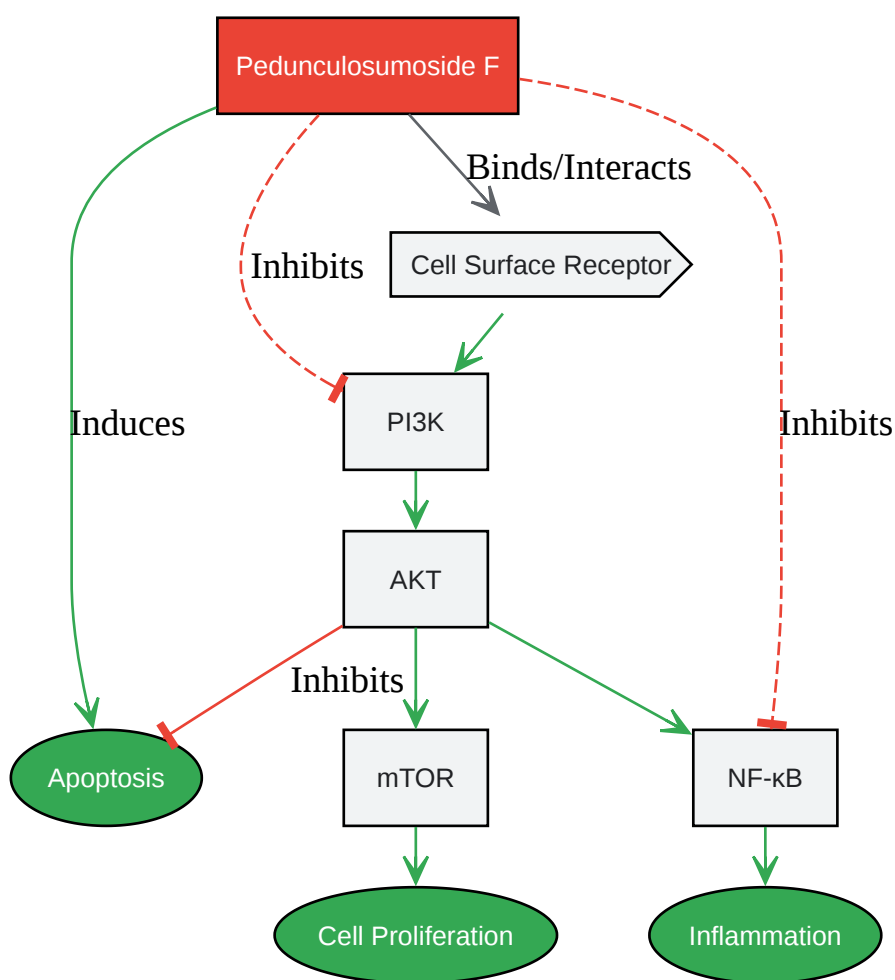 Pedunculosumoside F
Binds/Interacts
Inhibits
Cell Surface Receptor
Induces
PI3K
Inhibits
AKT
Inhibits
Apoptosis
mTOR
NF-κB
Cell Proliferation
Inflammation